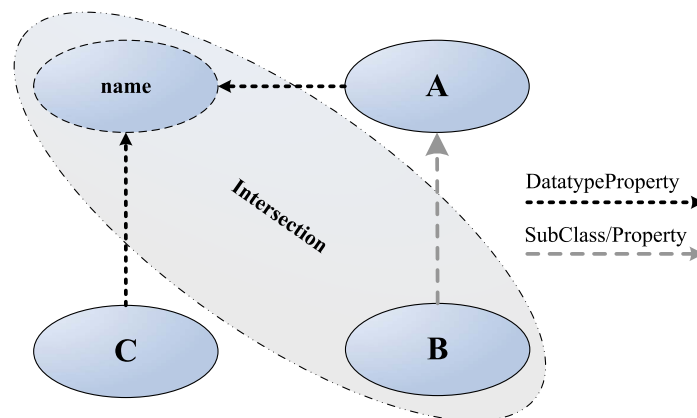 name
A
Intersection
DatatypeProperty
SubClass/Property
C
B